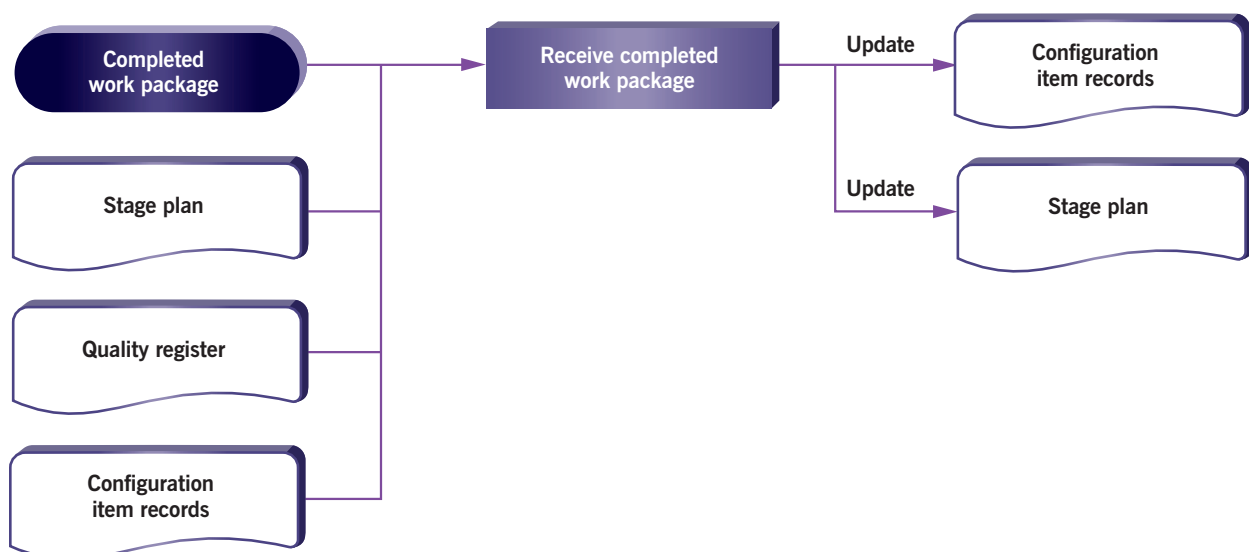 Completed
work package
Stage plan
Quality register
Configuration
item records
Receive completed
work package
Update
Configuration
item records
Update
Stage plan